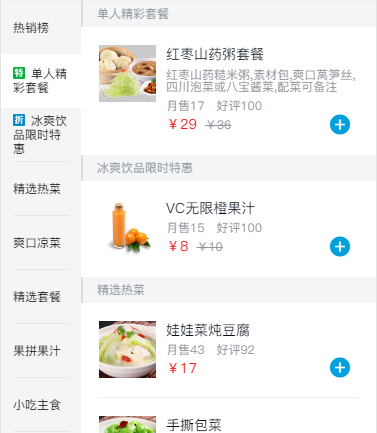 热销榜
特 单人精
彩套餐
折 冰爽饮
品限时特
惠
精选热菜
爽口凉菜
精选套餐
果拼果汁
小吃主食
单人精彩套餐
红枣山药粥套餐
红枣山药糙米粥,素材包,爽口莴笋丝,
四川泡菜或八宝酱菜,配菜可备注
月售17 好评100
￥29 ￥36
冰爽饮品限时特惠
VC无限橙果汁
月售15 好评100
￥8 ￥10
精选热菜
娃娃菜炖豆腐
月售43 好评92
￥17
手撕包菜